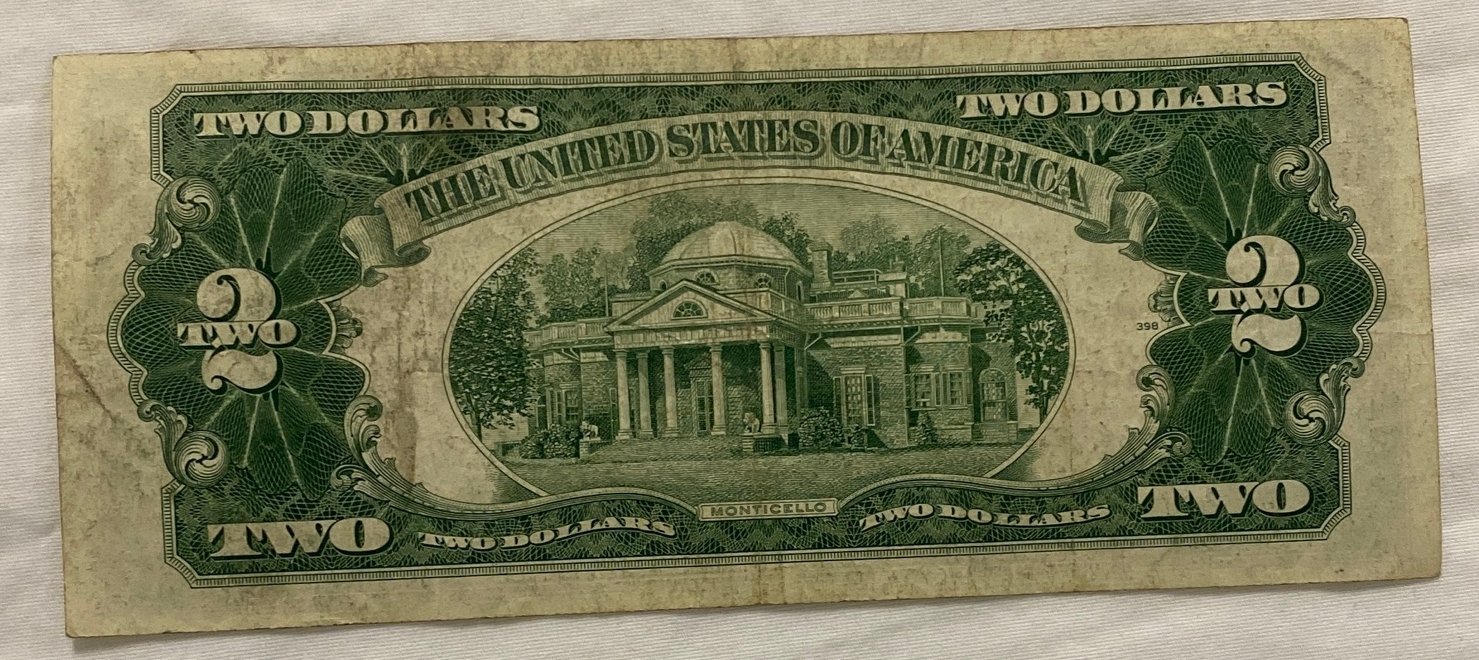 TWO DOLLARS
TWO DOLLARS
THE UNITED STATES OF AMERICA
2
TWO
2
TWO
398
MONTICELLO
TWO
TWO DOLLARS
TWO DOLLARS
TWO